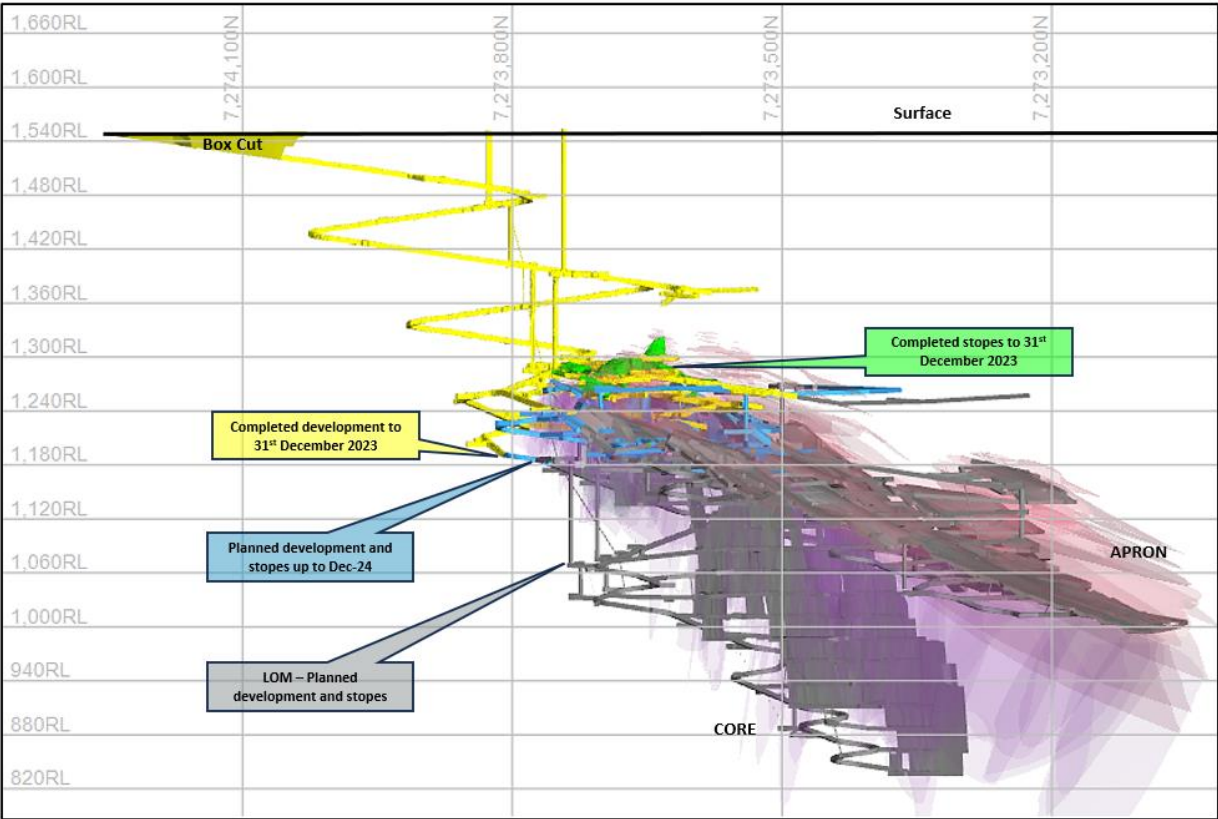 7,274,100N
7,273,800N
7,273,500N
7,273,200N
1,660RL
1,600RL
Surface
1,540RL
Box Cut
1,480RL
1,420RL
1,360RL
1,300RL
Completed stopes to 31st
December 2023
1,240RL
Completed development to
31st December 2023
1,180RL
1,120RL
Planned development and
stopes up to Dec-24
APRON
1,060RL
1,000RL
LOM – Planned
development and stopes
940RL
CORE
880RL
820RL